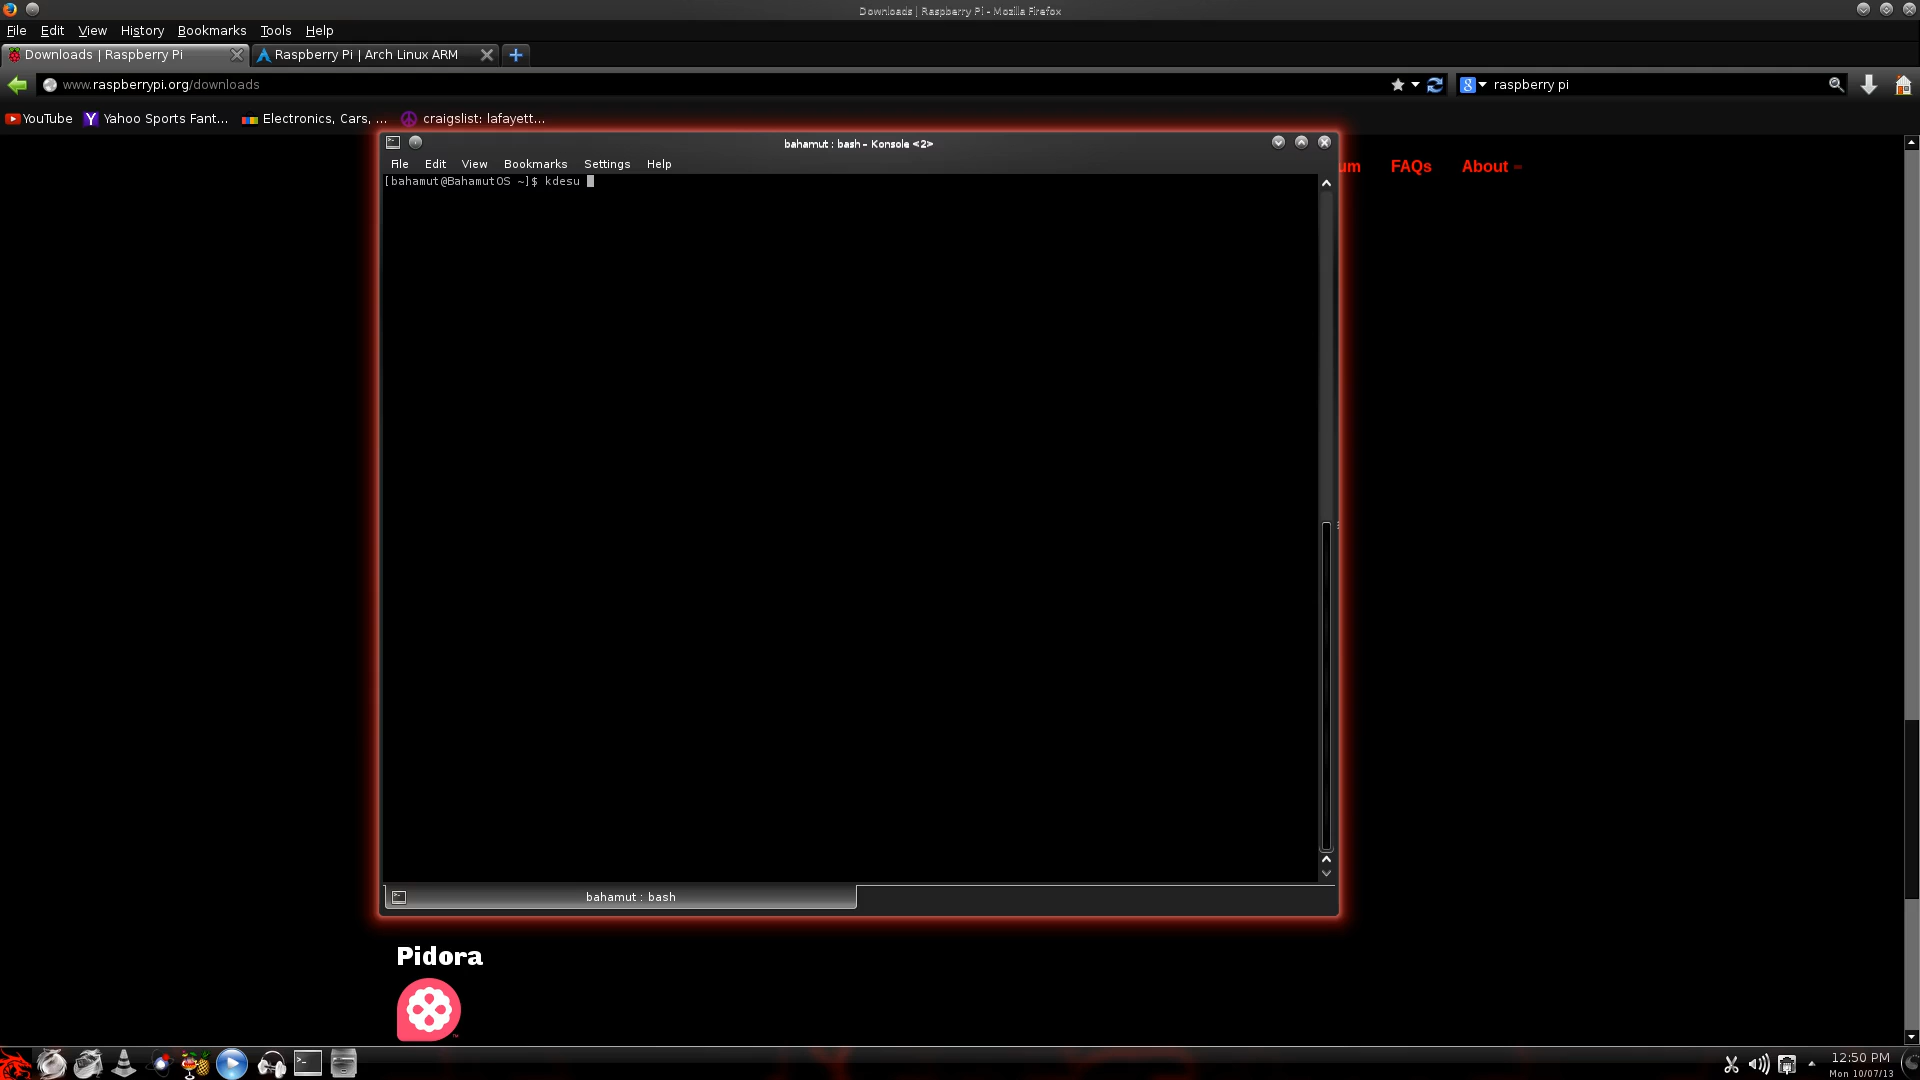 Downloads | Raspberry Pi - Mozilla Firefox
File Edit View History Bookmarks Tools Help
Downloads | Raspberry Pi
Raspberry Pi | Arch Linux ARM
www.raspberrypi.org/downloads
raspberry pi
YouTube
Yahoo Sports Fant...
Electronics, Cars, ...
craigslist: lafayett...
bahamut : bash – Konsole <2>
File Edit View Bookmarks Settings Help
um FAQs About
[bahamut@BahamutOS ~]$ kdesu
bahamut : bash
Pidora
12:50 PM
Mon 10/07/13